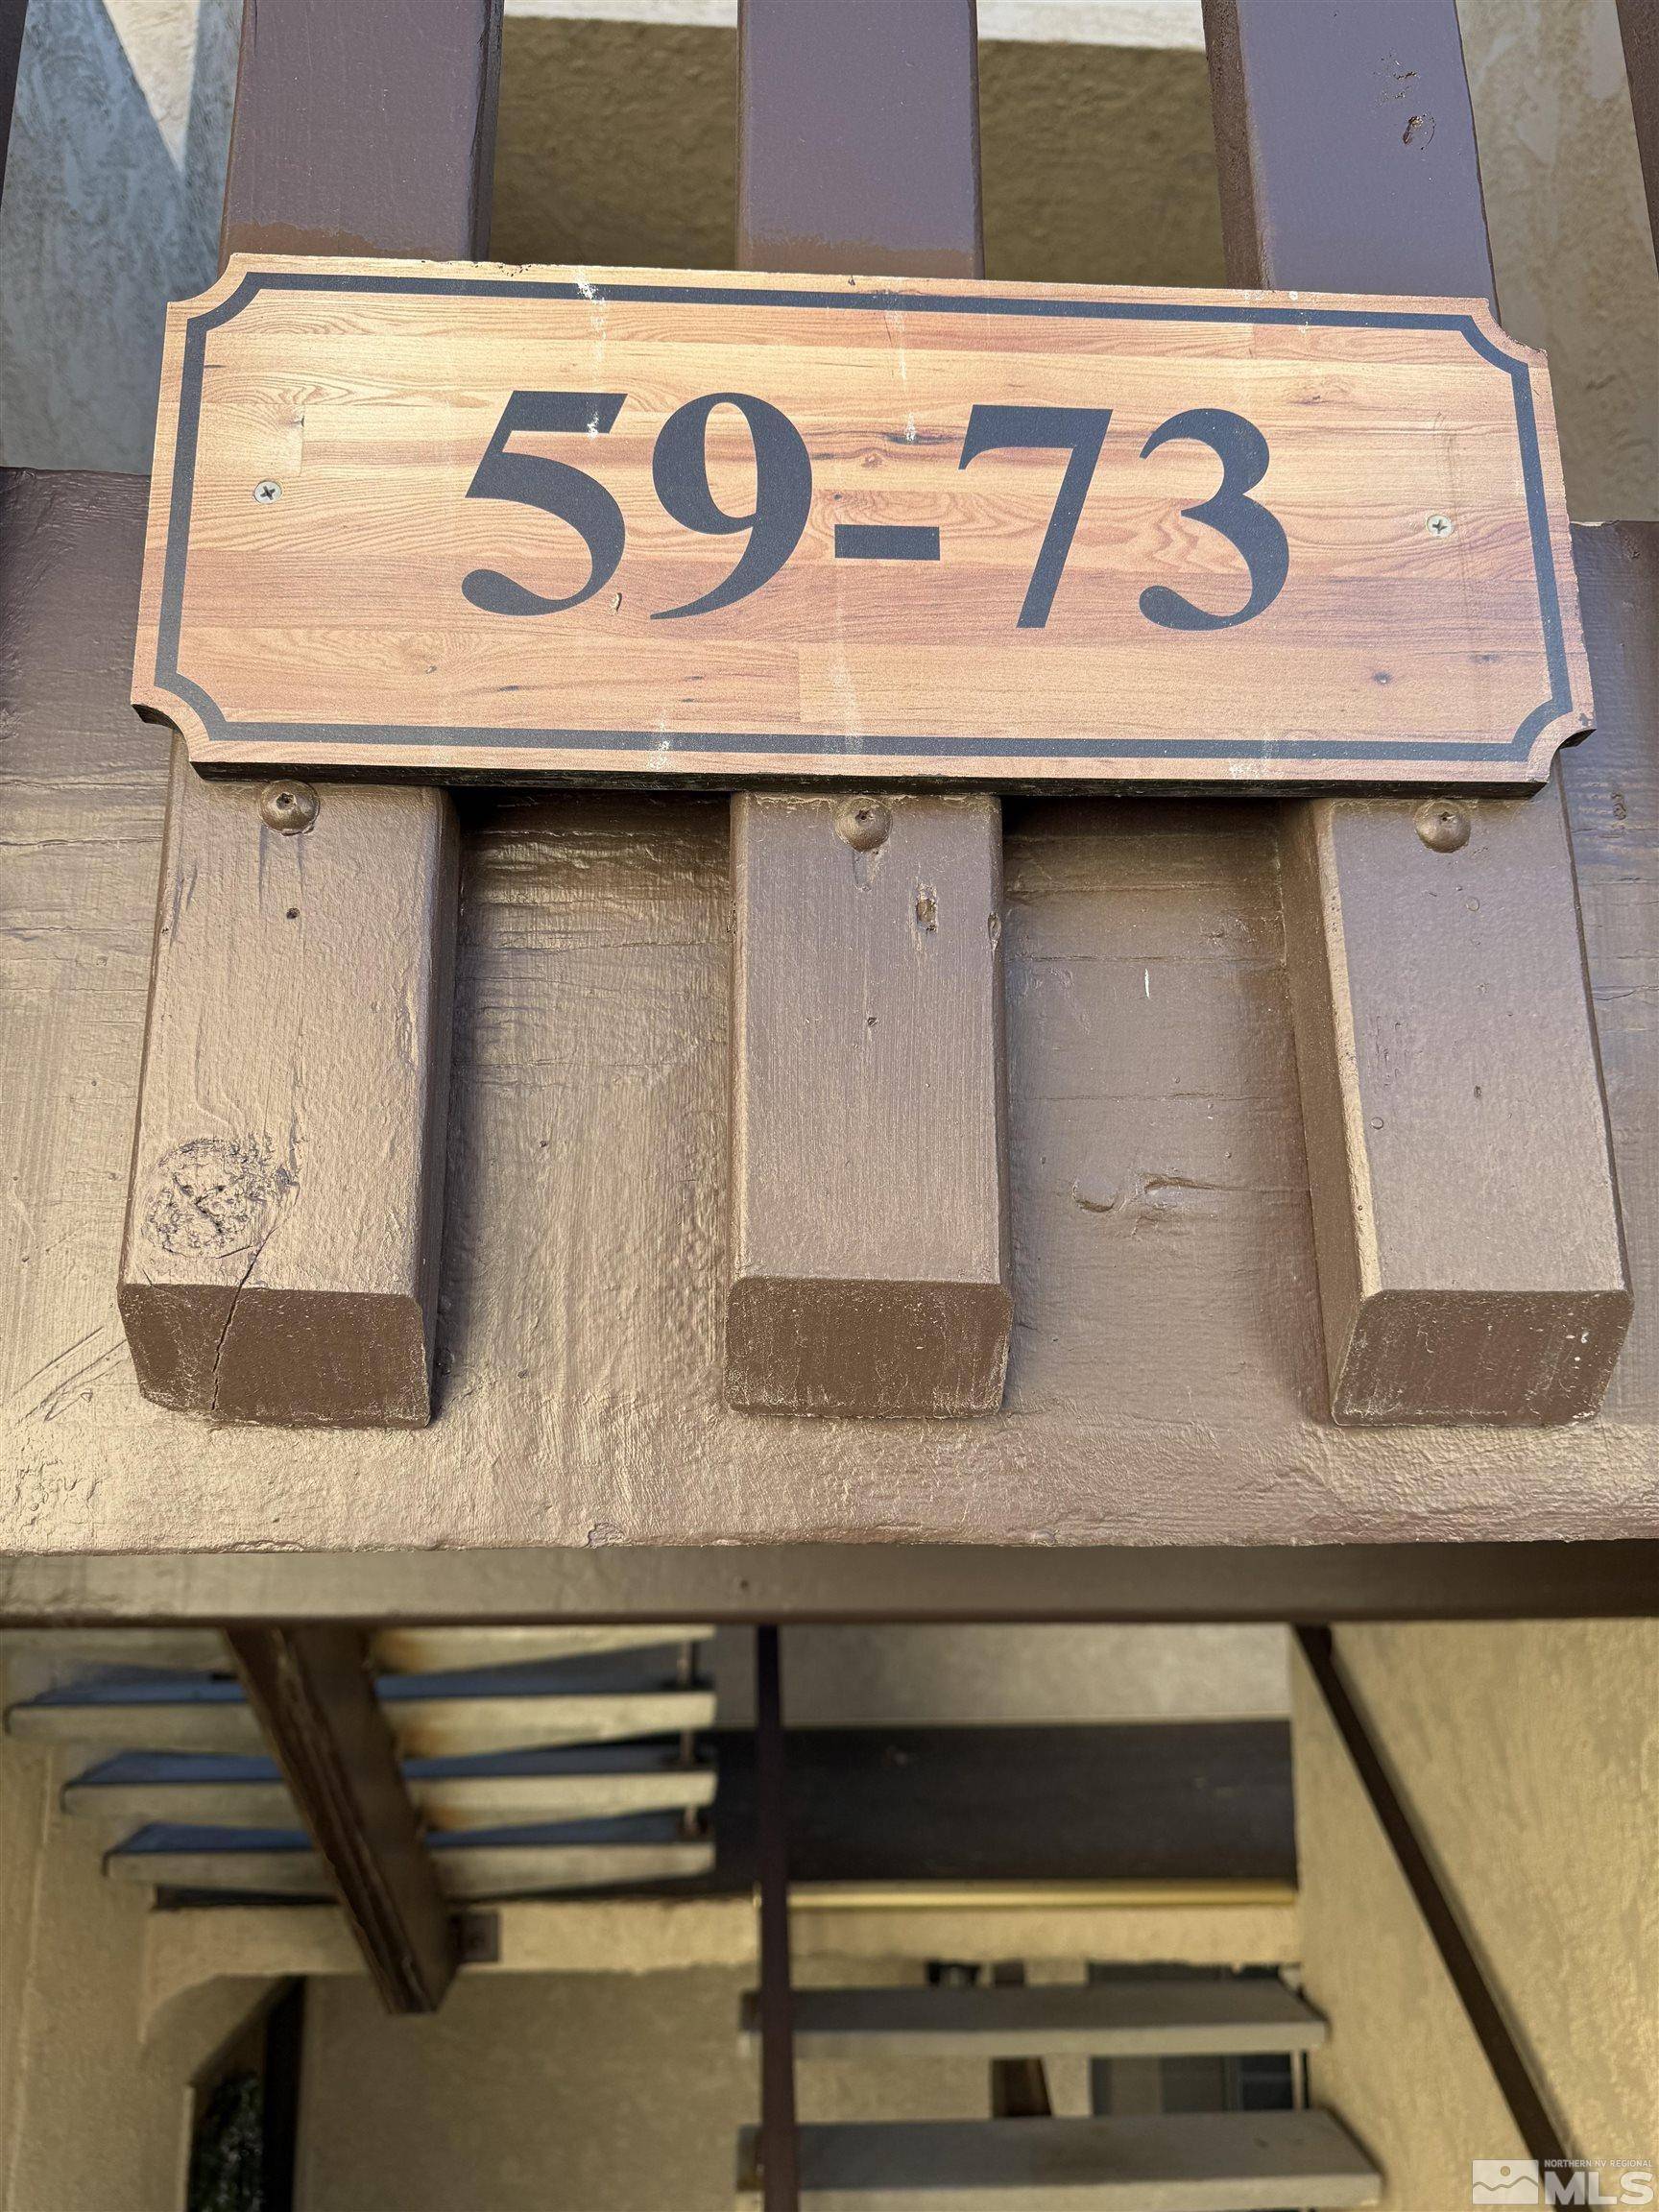 59-73
NORTHERN NV REGIONAL
MLS